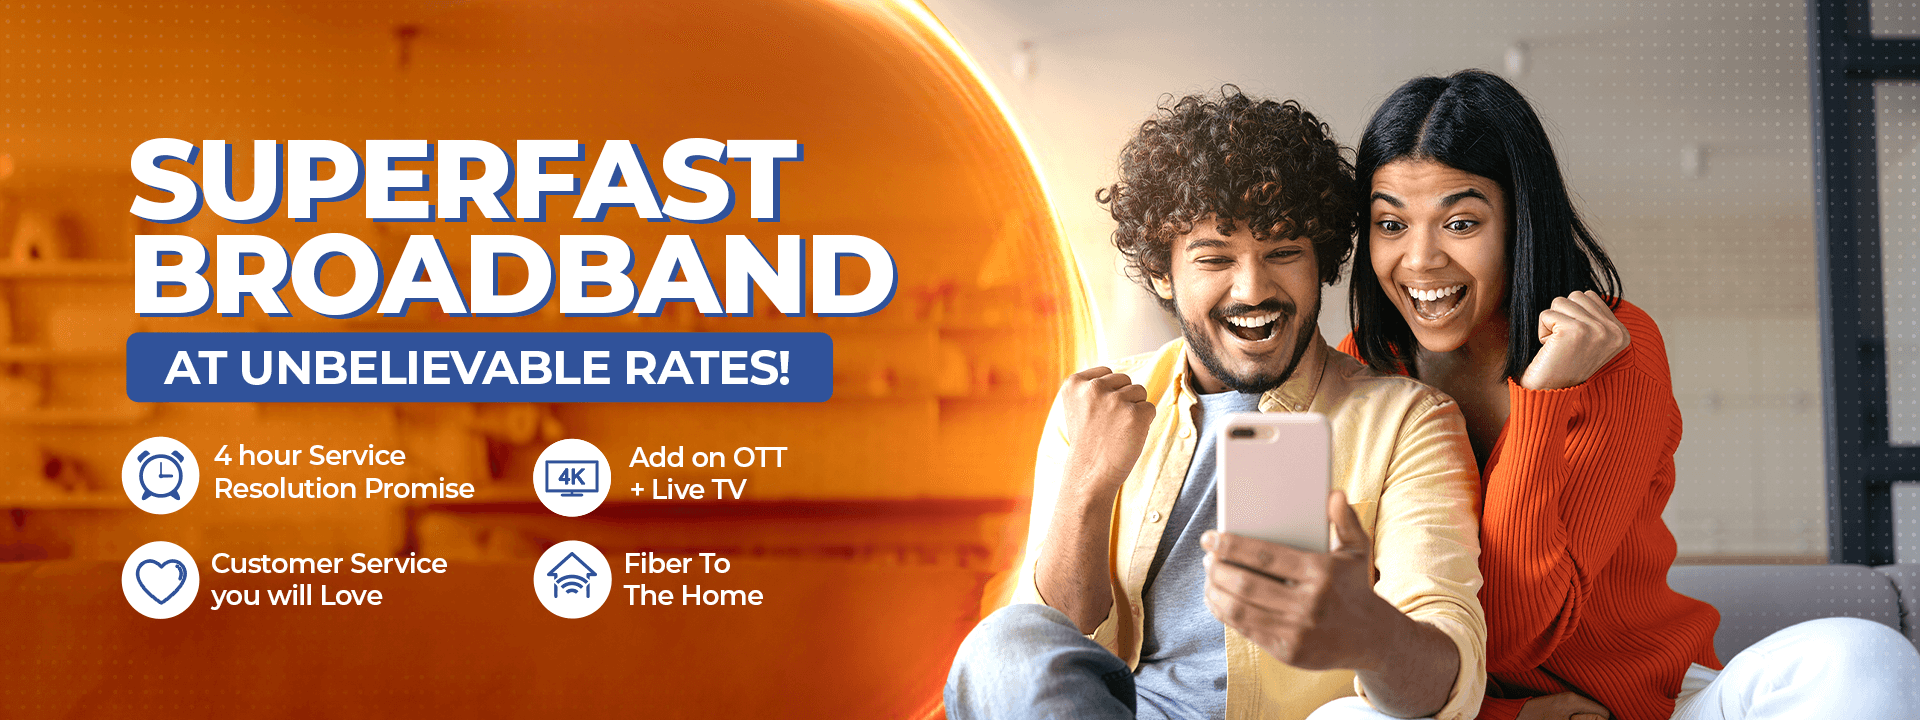 SUPERFAST
BROADBAND
AT UNBELIEVABLE RATES!
4 hour Service
Resolution Promise
4K
Add on OTT
+ Live TV
Customer Service
you will Love
Fiber To
The Home